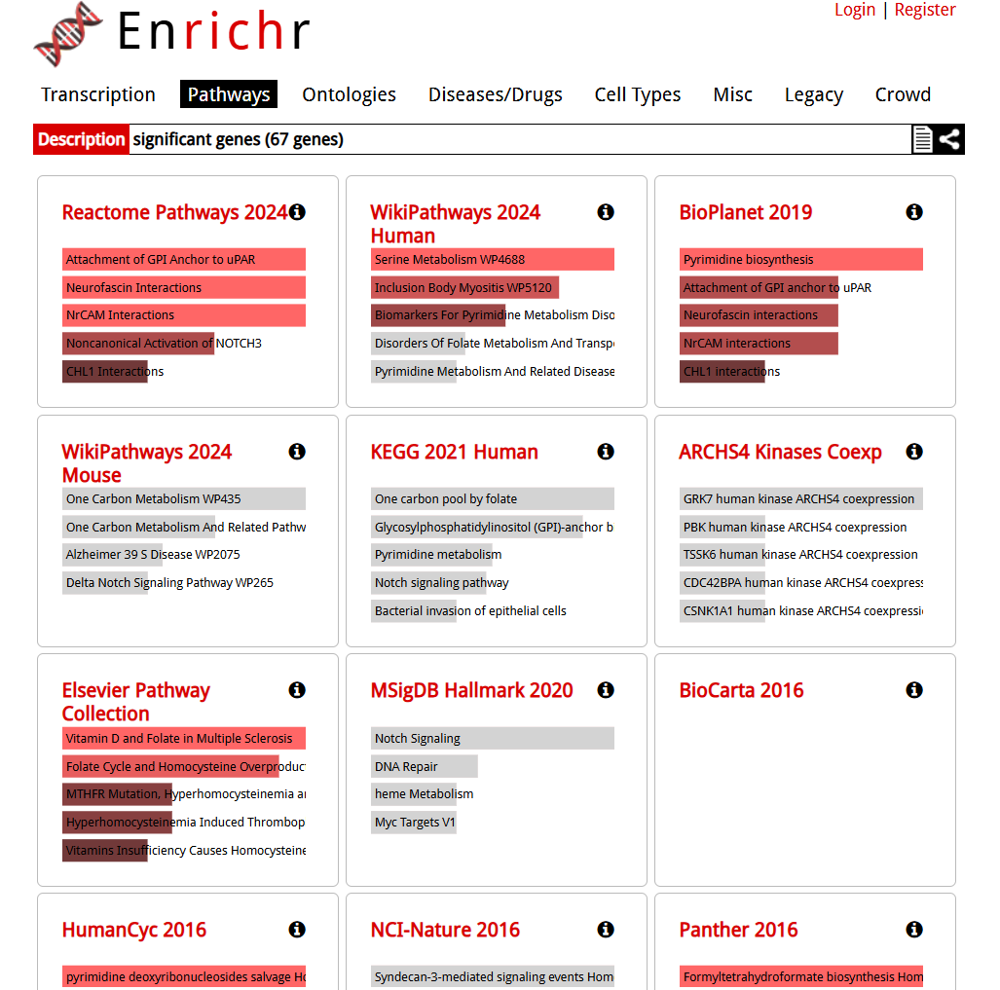 Login | Register
Enrichr
Transcription Pathways Ontologies Diseases/Drugs Cell Types Misc Legacy Crowd
Description significant genes (67 genes)
Reactome Pathways 2024
Attachment of GPI Anchor to uPAR
Neurofascin Interactions
NrCAM Interactions
Noncanonical Activation of NOTCH3
CHL1 Interactions
WikiPathways 2024
Human
Serine Metabolism WP4688
Inclusion Body Myositis WP5120
Biomarkers For Pyrimidine Metabolism Diso
Disorders Of Folate Metabolism And Transp
Pyrimidine Metabolism And Related Disease
BioPlanet 2019
Pyrimidine biosynthesis
Attachment of GPI anchor to uPAR
Neurofascin interactions
NrCAM interactions
CHL1 interactions
WikiPathways 2024
Mouse
One Carbon Metabolism WP435
One Carbon Metabolism And Related Pathw
Alzheimer 39 S Disease WP2075
Delta Notch Signaling Pathway WP265
KEGG 2021 Human
One carbon pool by folate
Glycosylphosphatidylinositol (GPI)-anchor b
Pyrimidine metabolism
Notch signaling pathway
Bacterial invasion of epithelial cells
ARCHS4 Kinases Coexp
GRK7 human kinase ARCHS4 coexpression
PBK human kinase ARCHS4 coexpression
TSSK6 human kinase ARCHS4 coexpression
CDC42BPA human kinase ARCHS4 coexpress
CSNK1A1 human kinase ARCHS4 coexpressi
Elsevier Pathway
Collection
Vitamin D and Folate in Multiple Sclerosis
Folate Cycle and Homocysteine Overproduc
MTHFR Mutation, Hyperhomocysteinemia a
Hyperhomocysteinemia Induced Thrombop
Vitamins Insufficiency Causes Homocysteine
MSigDB Hallmark 2020
Notch Signaling
DNA Repair
heme Metabolism
Myc Targets V1
BioCarta 2016
HumanCyc 2016
pyrimidine deoxyribonucleosides salvage Ho
NCI-Nature 2016
Syndecan-3-mediated signaling events Hom
Panther 2016
Formyltetrahydroformate biosynthesis Hom